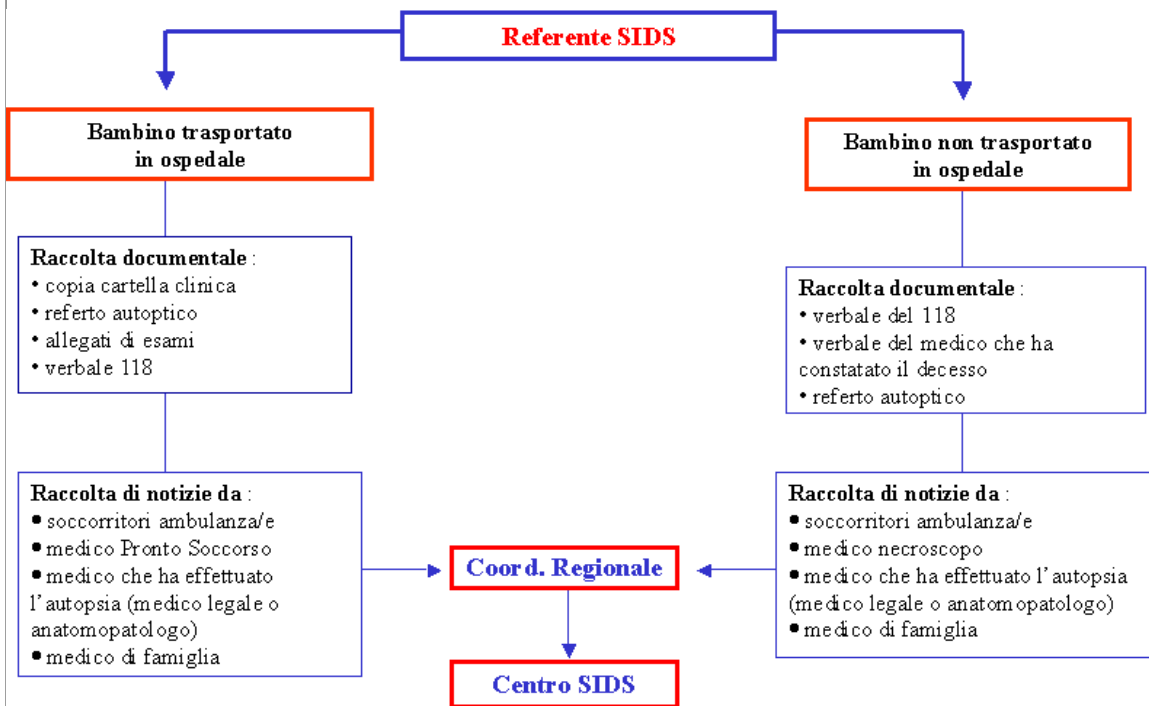 Referente SIDS
Bambino trasportato
in ospedale
Raccolta documentale :
• copia cartella clinica
• referto autoptico
• allegati di esami
• verbale 118
Raccolta di notizie da :
● soccorritori ambulanza/e
● medico Pronto Soccorso
● medico che ha effettuato
l'autopsia (medico legale o
anatomopatologo)
● medico di famiglia
Bambino non trasportato
in ospedale
Raccolta documentale :
• verbale del 118
• verbale del medico che ha
constatato il decesso
• referto autoptico
Raccolta di notizie da :
● soccorritori ambulanza/e
● medico necroscopo
● medico che ha effettuato l'autopsia
(medico legale o anatomopatologo)
● medico di famiglia
Coord. Regionale
Centro SIDS